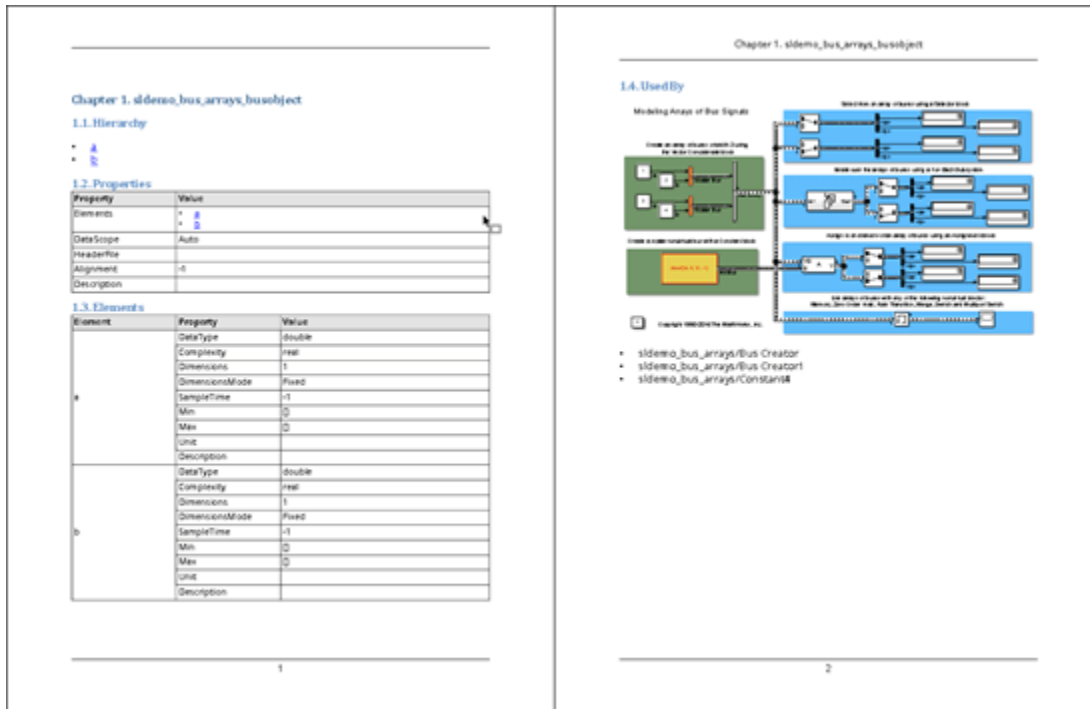 Chapter 1. sldemo_bus_arrays_busobject
1.1. Hierarchy
• a
• b
1.2. Properties
Property Value
Elements • a
• b
DataScope Auto
HeaderFile
Alignment -1
Description
1.3. Elements
Element Property Value
a
DataType double
Complexity real
Dimensions 1
DimensionsMode Fixed
SampleTime -1
Min []
Max []
Unit
Description
b
DataType double
Complexity real
Dimensions 1
DimensionsMode Fixed
SampleTime -1
Min []
Max []
Unit
Description
1
Chapter 1. sldemo_bus_arrays_busobject
1.4. Used By
Modeling Arrays of Bus Signals
• sldemo_bus_arrays/Bus Creator
• sldemo_bus_arrays/Bus Creator1
• sldemo_bus_arrays/Constant4
2